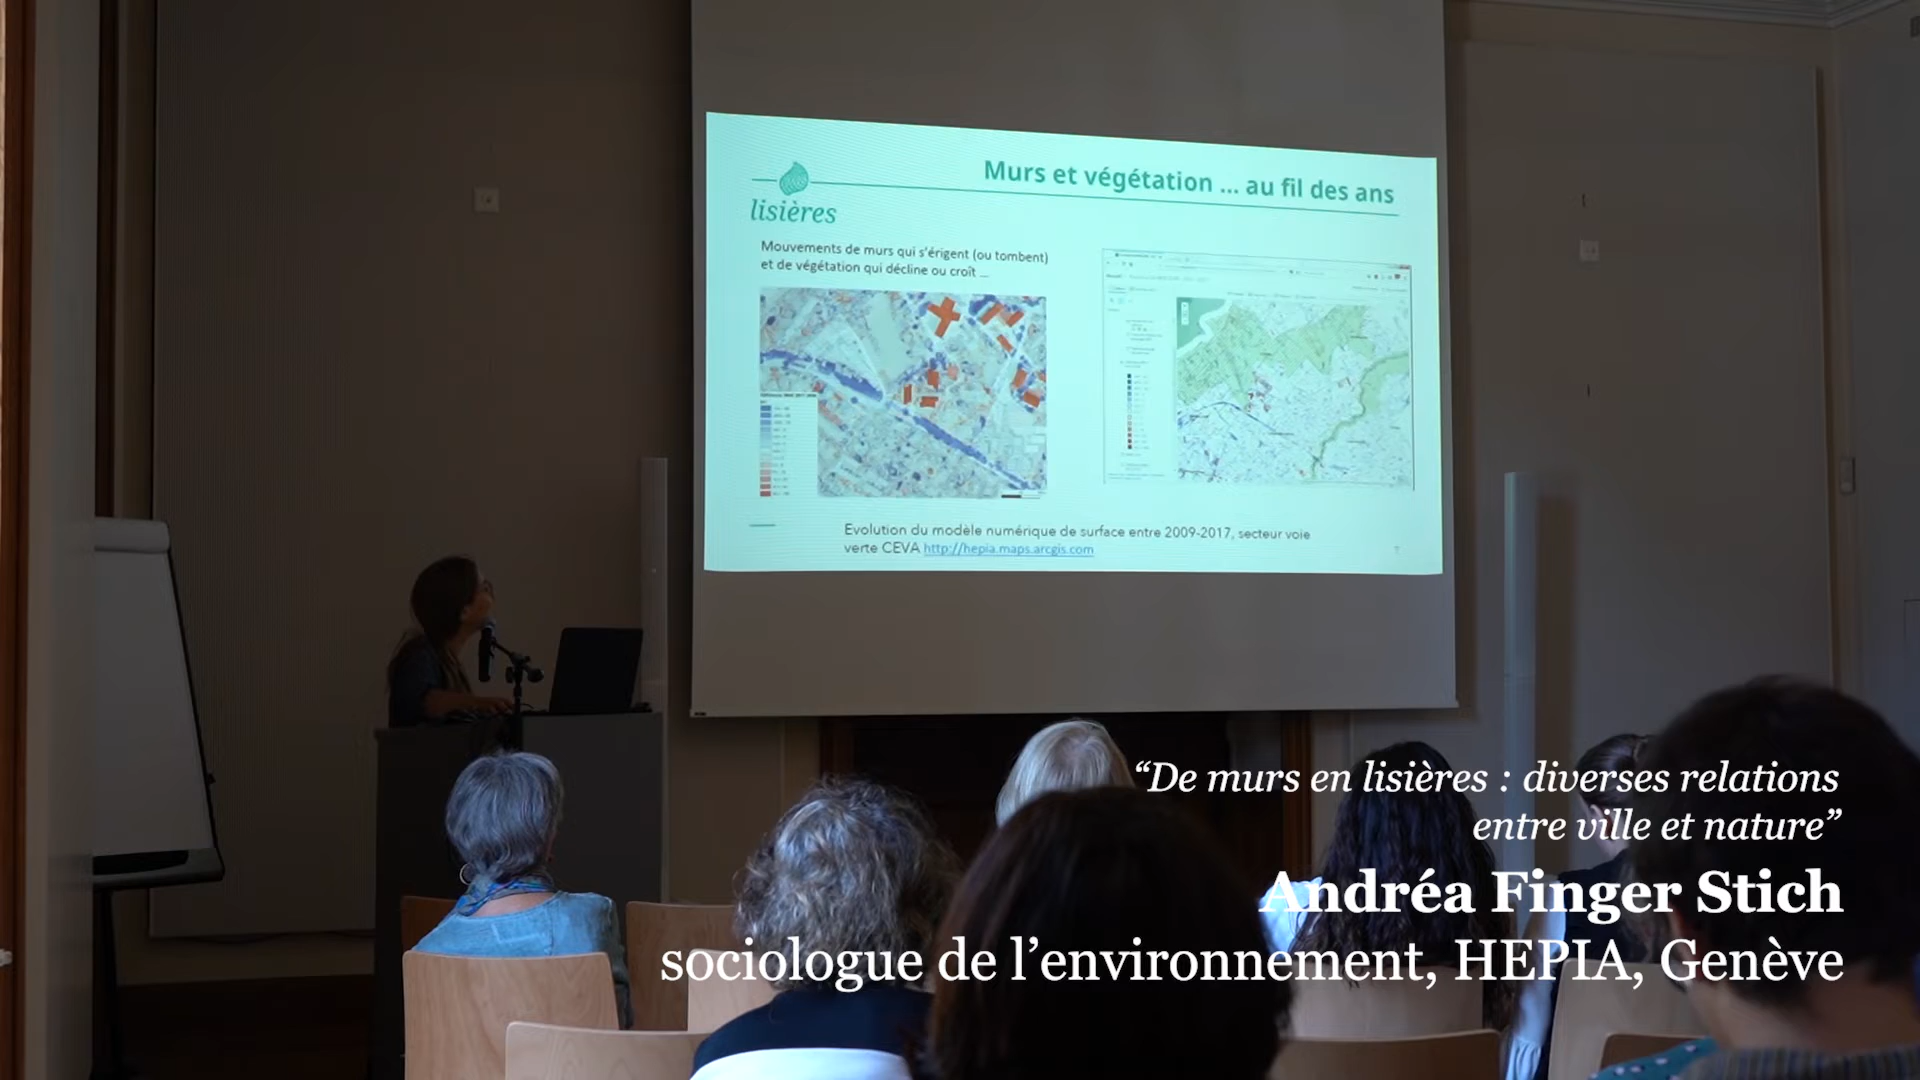 Murs et végétation ... au fil des ans
lisières
Mouvements de murs qui s'érigent (ou tombent)
et de végétation qui décline ou croît ...
Evolution du modèle numérique de surface entre 2009-2017, secteur voie
verte CEVA http://hepia.maps.arcgis.com
7
“De murs en lisières : diverses relations
entre ville et nature”
Andréa Finger Stich
sociologue de l’environnement, HEPIA, Genève